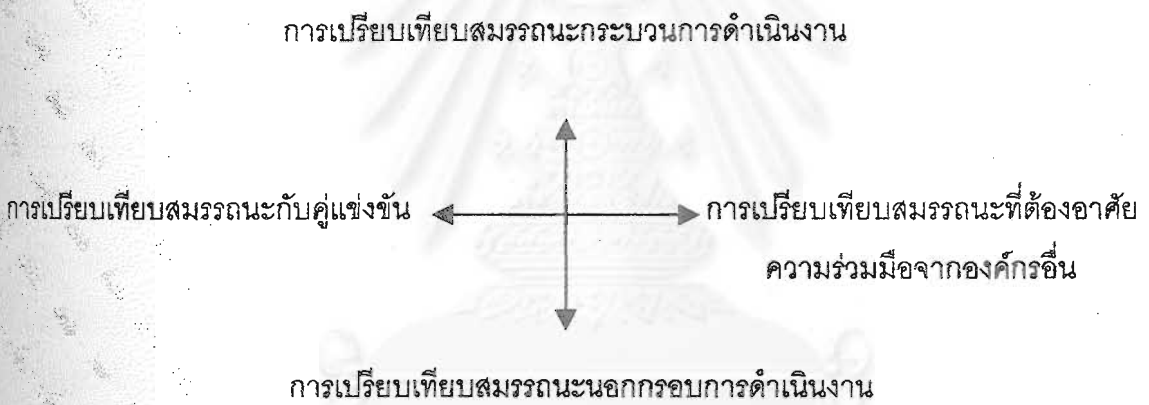 การเปรียบเทียบสมรรถนะกระบวนการดำเนินงาน
การเปรียบเทียบสมรรถนะกับคู่แข่งขัน
การเปรียบเทียบสมรรถนะที่ต้องอาศัย
ความร่วมมือจากองค์กรอื่น
การเปรียบเทียบสมรรถนะนอกกรอบการดำเนินงาน